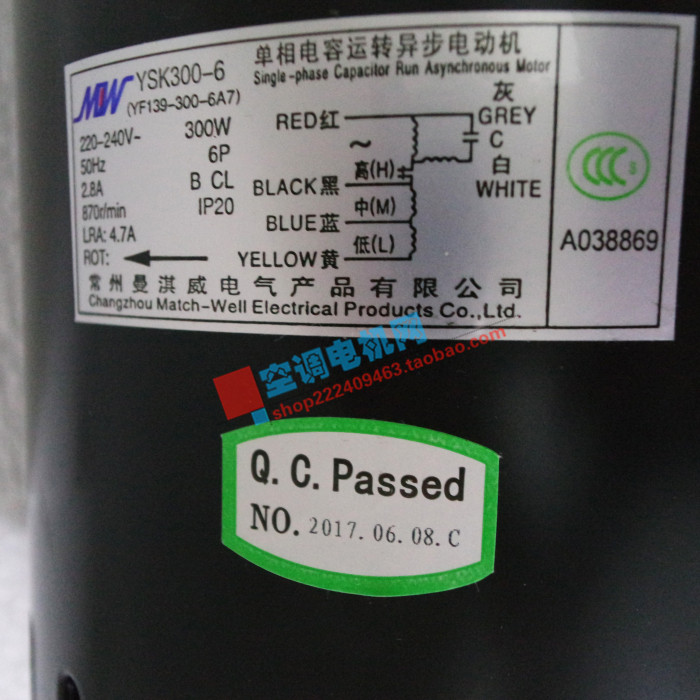 MW YSK300-6
(YF139-300-6A7)
单相电容运转异步电动机
Single-phase Capacitor Run Asynchronous Motor
220-240V~ 300W
50Hz 6P
2.8A B CL
870r/min IP20
LRA: 4.7A
ROT:
RED红
~
高(H)
BLACK黑
中(M)
BLUE蓝
低(L)
YELLOW黄
灰
GREY
C
白
WHITE
CCC S
A038869
常州曼淇威电气产品有限公司
Changzhou Match-Well Electrical Products Co.,Ltd.
空调电机网
shop222409463.taobao.com
Q. C. Passed
NO. 2017. 06. 08. C